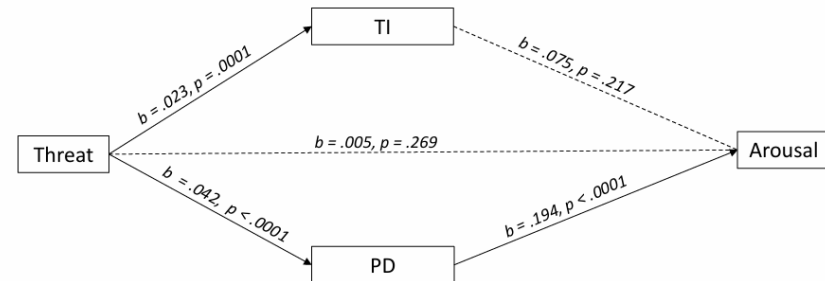 TI
b = .023, p = .0001
b = .075, p = .217
Threat
b = .005, p = .269
Arousal
b = .042, p < .0001
b = .194, p < .0001
PD